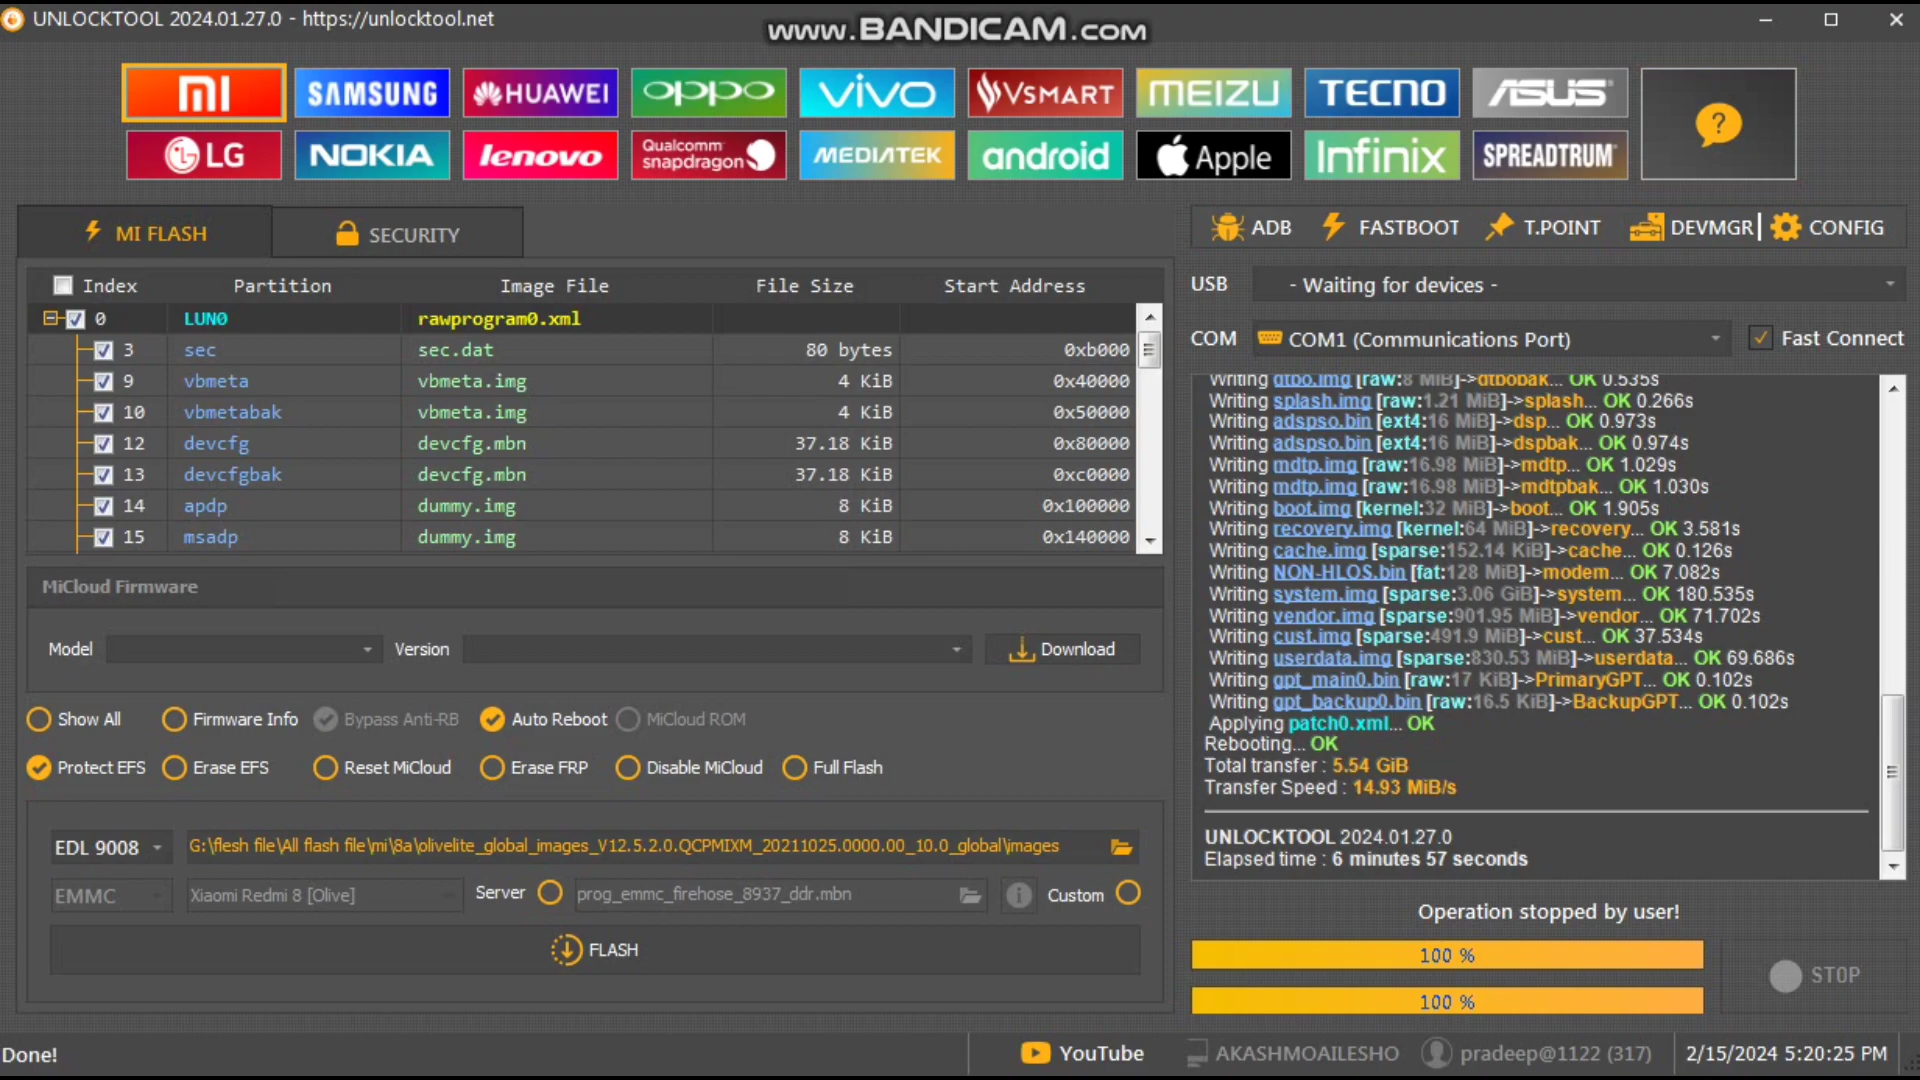 UNLOCKTOOL 2024.01.27.0 - https://unlocktool.net
www.BANDICAM.com
MI SAMSUNG HUAWEI oppo vivo VSMART MEIZU TECNO ASUS ?
LG NOKIA lenovo Qualcomm snapdragon MEDIATEK android Apple Infinix SPREADTRUM
MI FLASH SECURITY
ADB FASTBOOT T.POINT DEVMGR CONFIG
Index Partition Image File File Size Start Address
0 LUN0 rawprogram0.xml
3 sec sec.dat 80 bytes 0xb000
9 vbmeta vbmeta.img 4 KiB 0x40000
10 vbmetabak vbmeta.img 4 KiB 0x50000
12 devcfg devcfg.mbn 37.18 KiB 0x80000
13 devcfgbak devcfg.mbn 37.18 KiB 0xc0000
14 apdp dummy.img 8 KiB 0x100000
15 msadp dummy.img 8 KiB 0x140000
MiCloud Firmware
Model Version Download
Show All Firmware Info Bypass Anti-RB Auto Reboot MiCloud ROM
Protect EFS Erase EFS Reset MiCloud Erase FRP Disable MiCloud Full Flash
EDL 9008 G:\flesh file\All flash file\mi\8a\olivelite_global_images_V12.5.2.0.QCPMIXM_20211025.0000.00_10.0_global\images
EMMC Xiaomi Redmi 8 [Olive] Server prog_emmc_firehose_8937_ddr.mbn Custom
FLASH
USB - Waiting for devices -
COM COM1 (Communications Port) Fast Connect
Writing dtbo.img [raw:8 MiB]->dtbobak... OK 0.535s
Writing splash.img [raw:1.21 MiB]->splash... OK 0.266s
Writing adspso.bin [ext4:16 MiB]->dsp... OK 0.973s
Writing adspso.bin [ext4:16 MiB]->dspbak... OK 0.974s
Writing mdtp.img [raw:16.98 MiB]->mdtp... OK 1.029s
Writing mdtp.img [raw:16.98 MiB]->mdtpbak... OK 1.030s
Writing boot.img [kernel:32 MiB]->boot... OK 1.905s
Writing recovery.img [kernel:64 MiB]->recovery... OK 3.581s
Writing cache.img [sparse:152.14 KiB]->cache... OK 0.126s
Writing NON-HLOS.bin [fat:128 MiB]->modem... OK 7.082s
Writing system.img [sparse:3.06 GiB]->system... OK 180.535s
Writing vendor.img [sparse:901.95 MiB]->vendor... OK 71.702s
Writing cust.img [sparse:491.9 MiB]->cust... OK 37.534s
Writing userdata.img [sparse:830.53 MiB]->userdata... OK 69.686s
Writing gpt_main0.bin [raw:17 KiB]->PrimaryGPT... OK 0.102s
Writing gpt_backup0.bin [raw:16.5 KiB]->BackupGPT... OK 0.102s
Applying patch0.xml... OK
Rebooting... OK
Total transfer : 5.54 GiB
Transfer Speed : 14.93 MiB/s
UNLOCKTOOL 2024.01.27.0
Elapsed time : 6 minutes 57 seconds
Operation stopped by user!
100 %
100 %
STOP
Done! YouTube AKASHMOAILESHO pradeep@1122 (317) 2/15/2024 5:20:25 PM